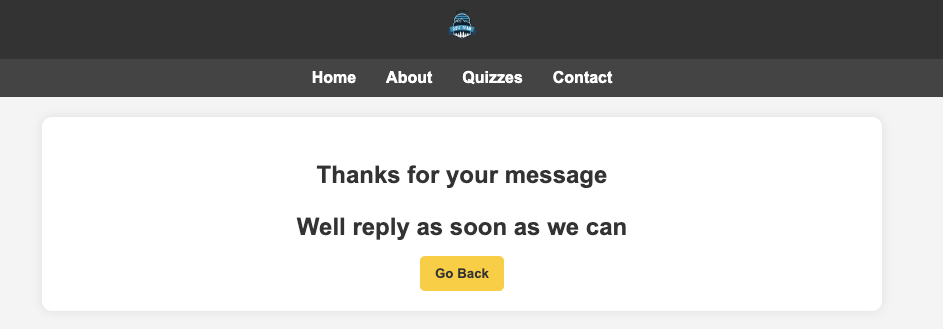 Home About Quizzes Contact
Thanks for your message
Well reply as soon as we can
Go Back